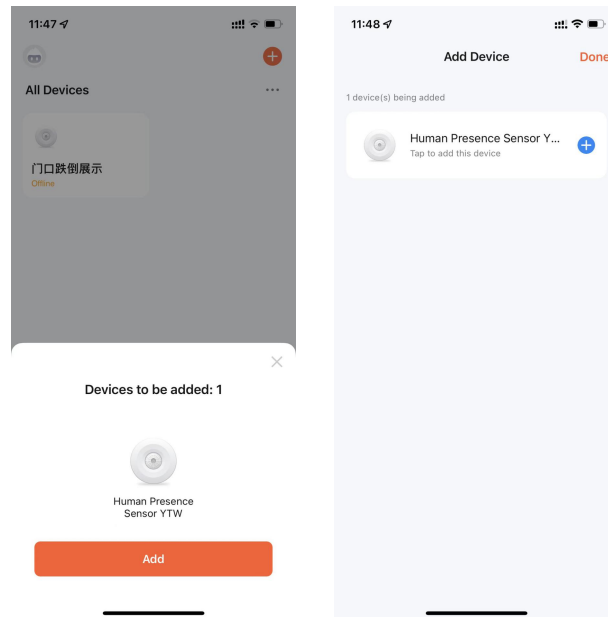 11:47
All Devices
门口跌倒展示
Offline
Devices to be added: 1
Human Presence
Sensor YTW
Add
11:48
Add Device
Done
1 device(s) being added
Human Presence Sensor Y...
Tap to add this device